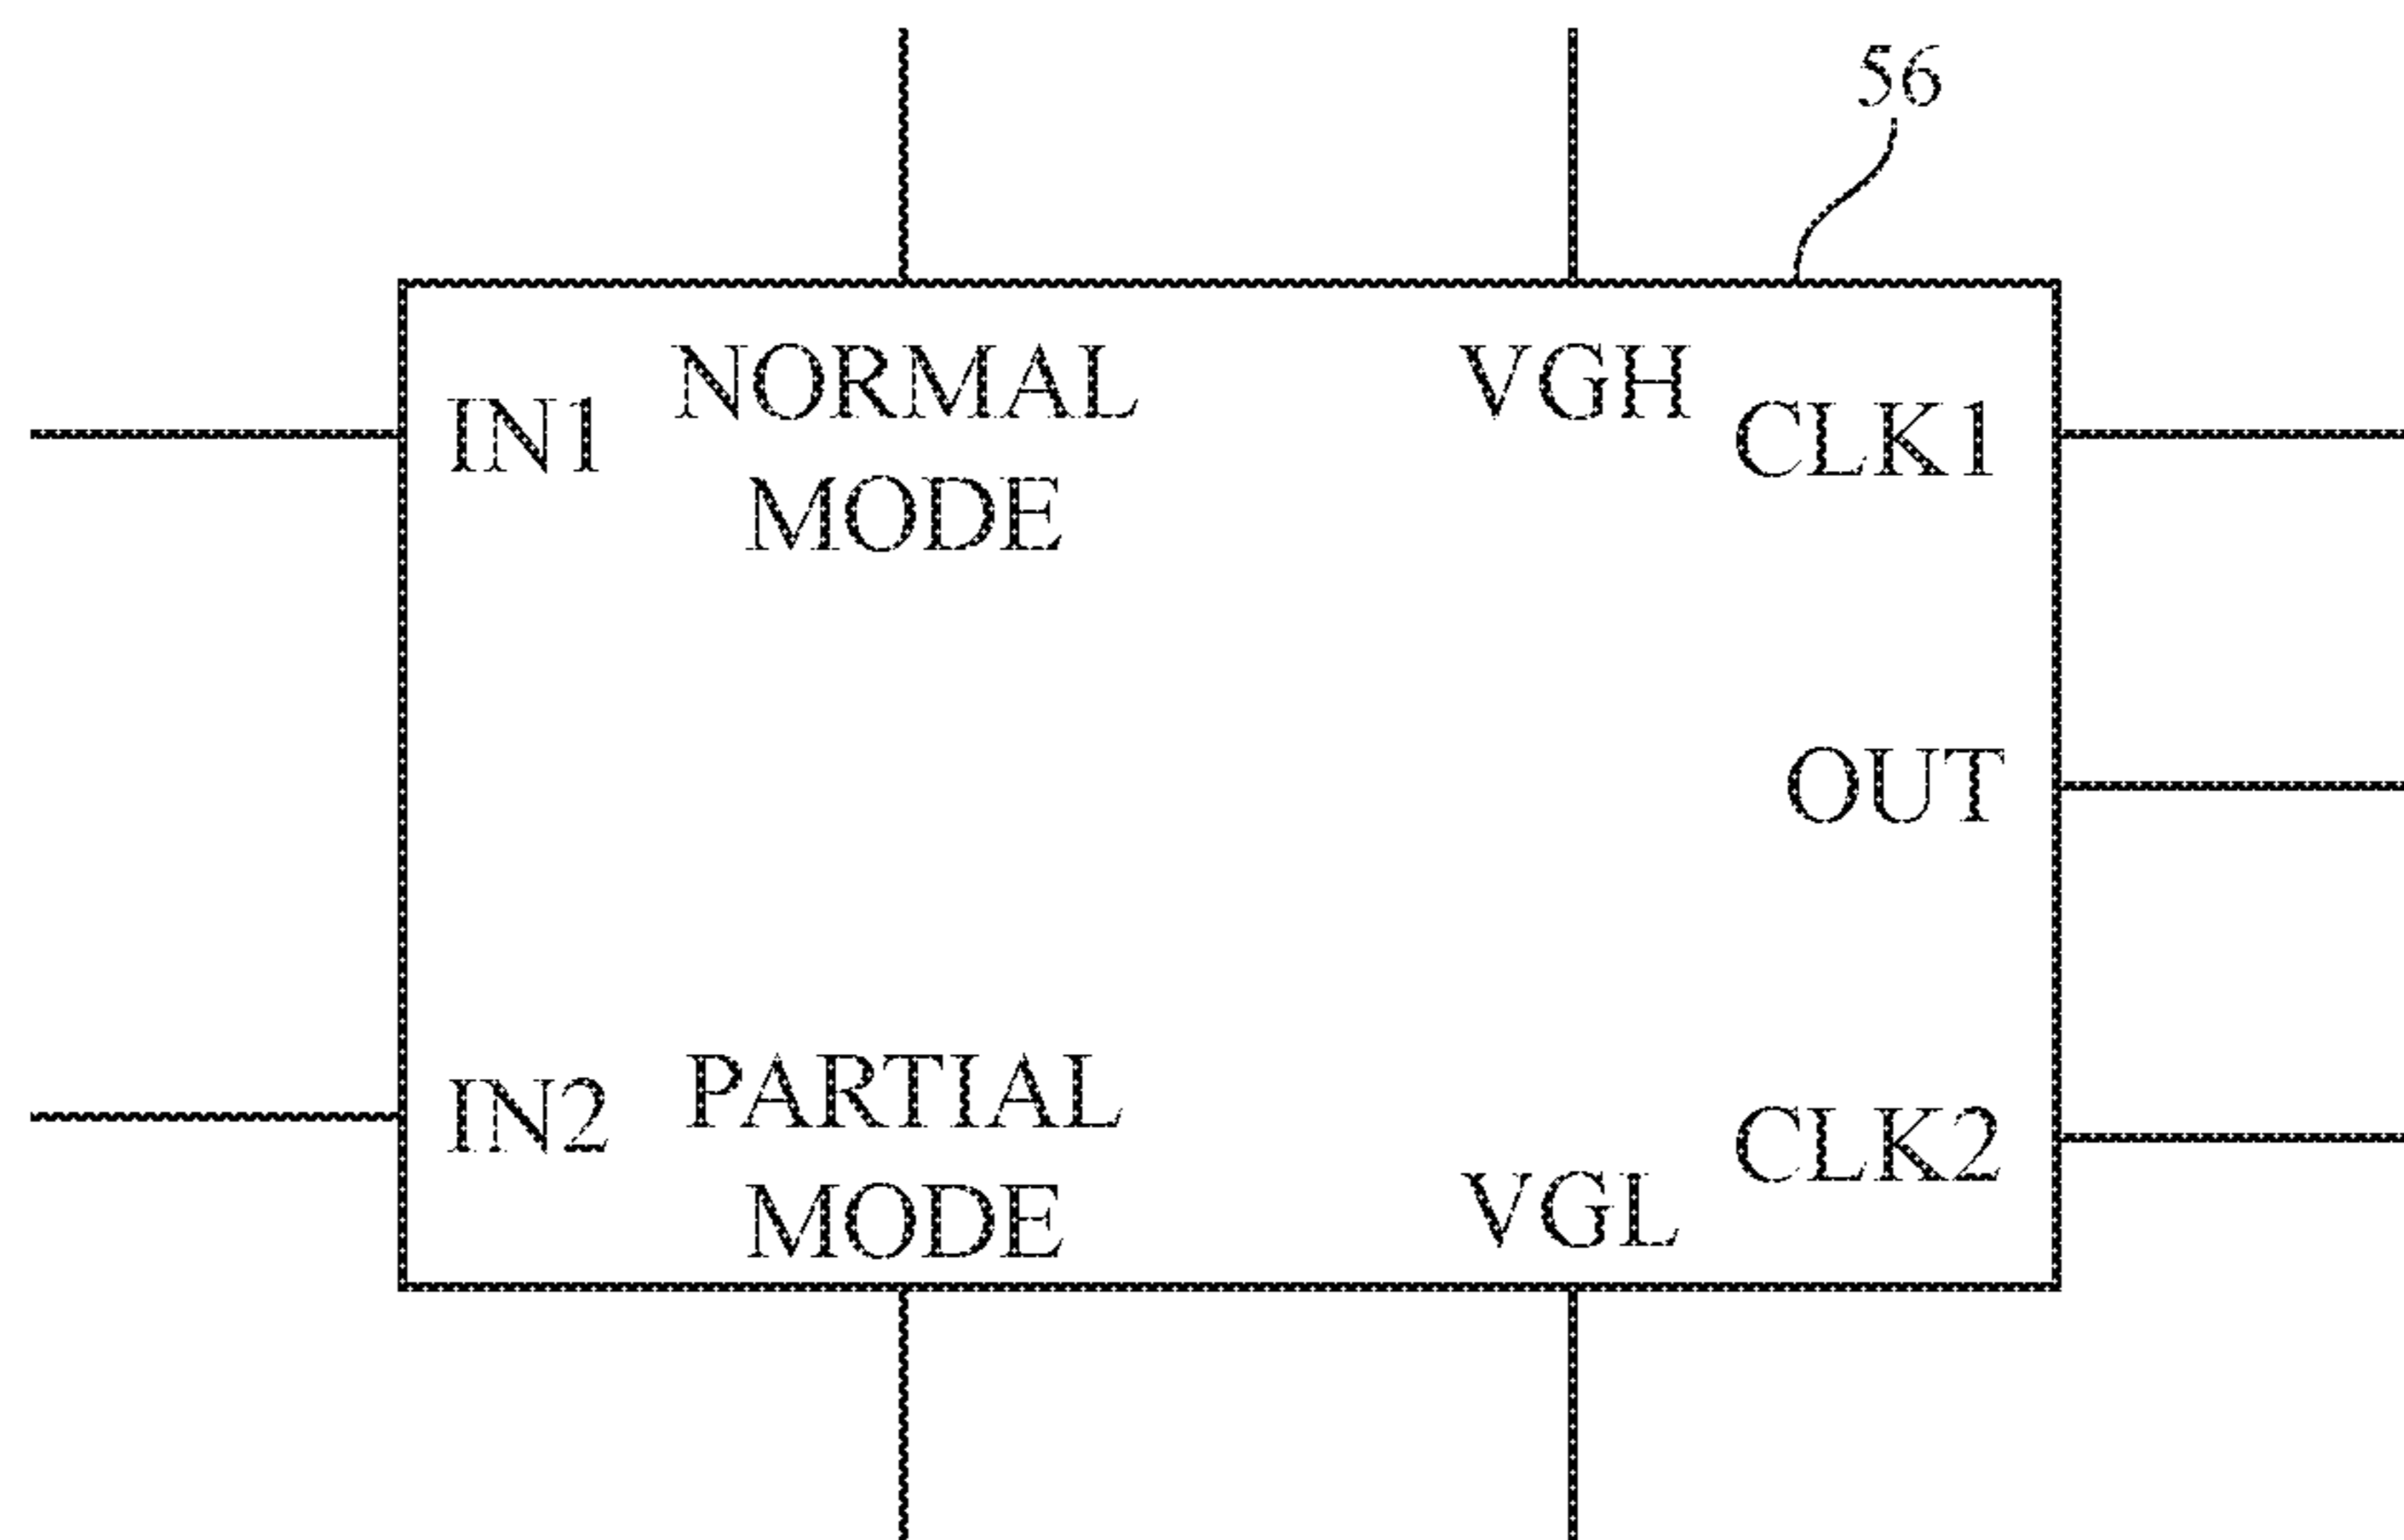 56
NORMAL
MODE
VGH
IN1
CLK1
OUT
IN2
PARTIAL
MODE
VGL
CLK2